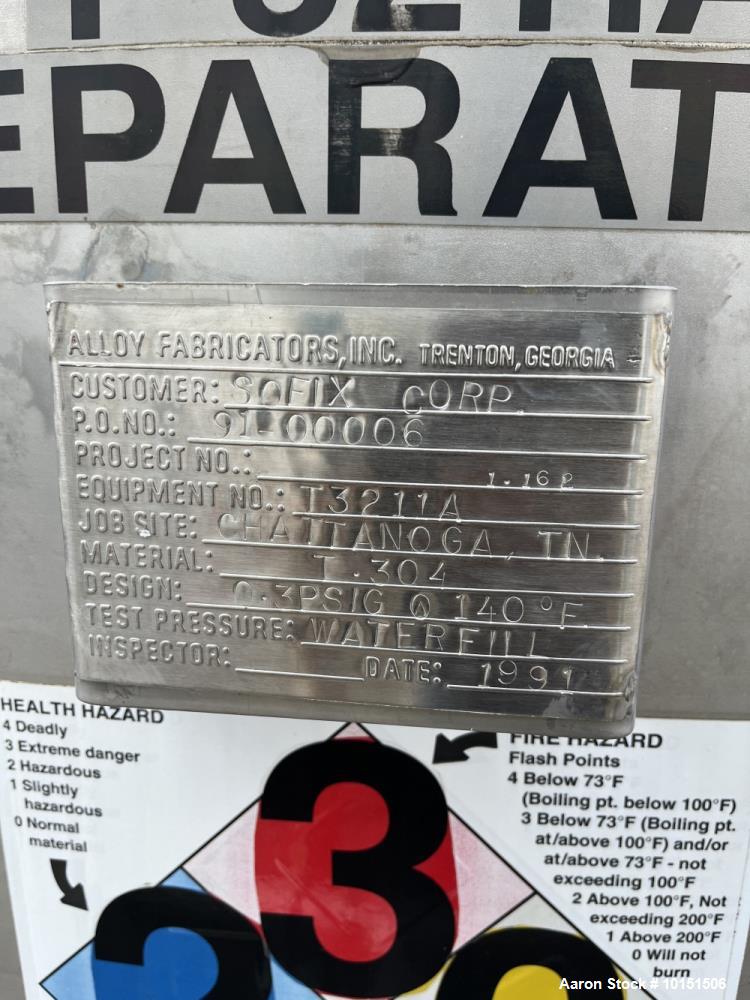 EPARAT
ALLOY FABRICATORS, INC. TRENTON, GEORGIA
CUSTOMER: SOFIX CORP.
P.O.NO.: 91-00006
PROJECT NO.: 1-162
EQUIPMENT NO.: T3211A
JOB SITE: CHATTANOGA, TN.
MATERIAL: T.304
DESIGN: 0.3PSIG @ 140°F
TEST PRESSURE: WATERFILL
INSPECTOR: DATE: 1991
HEALTH HAZARD
4 Deadly
3 Extreme danger
2 Hazardous
1 Slightly
hazardous
0 Normal
material
FIRE HAZARD
Flash Points
4 Below 73°F
(Boiling pt. below 100°F)
3 Below 73°F (Boiling pt.
at/above 100°F) and/or
at/above 73°F - not
exceeding 100°F
2 Above 100°F, Not
exceeding 200°F
1 Above 200°F
0 Will not
burn
3
2
Aaron Stock # 10151506